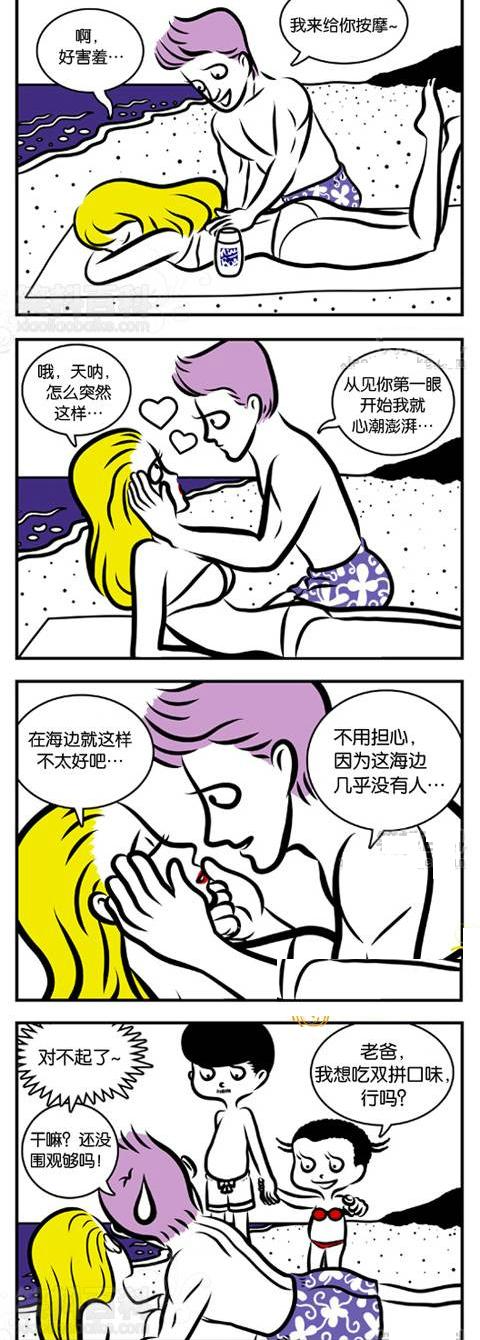 啊，
好害羞…
我来给你按摩~
xiaoliaobaike.com
哦，天呐，
怎么突然
这样…
从见你第一眼
开始我就
心潮澎湃…
在海边就这样
不太好吧…
不用担心，
因为这海边
几乎没有人…
对不起了~
老爸，
我想吃双拼口味，
行吗？
干嘛？还没
围观够吗！